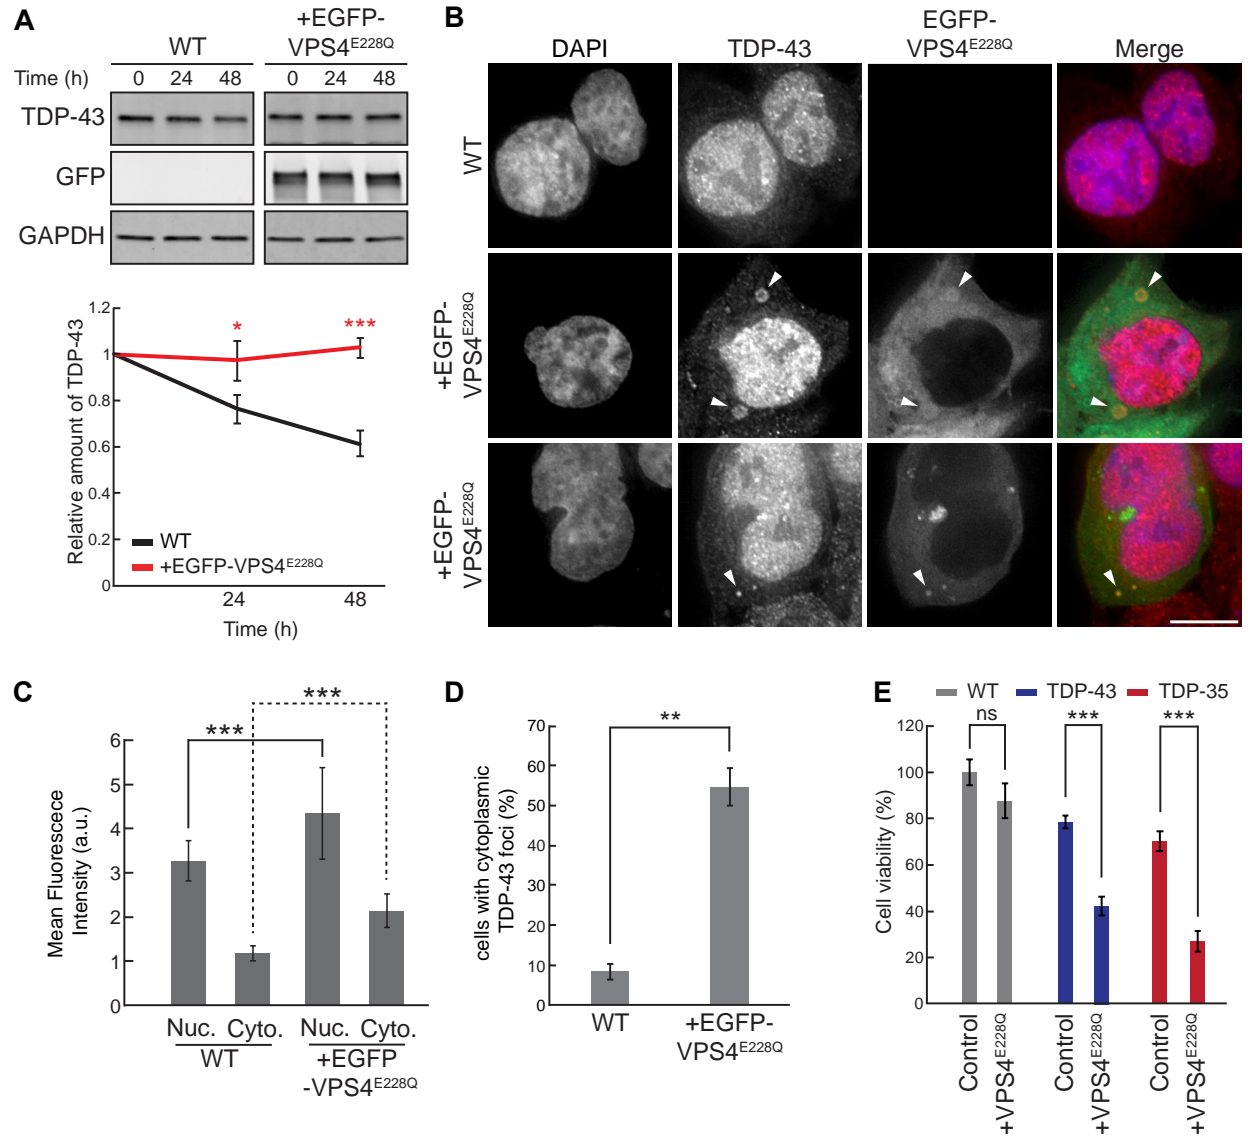 A
WT
+EGFP-
VPS4E228Q
Time (h) 0 24 48 0 24 48
TDP-43
GFP
GAPDH
Relative amount of TDP-43
1.2
1
0.8
0.6
0.4
0.2
0
* ***
WT
+EGFP-VPS4E228Q
24 48
Time (h)
B
DAPI TDP-43 EGFP-
VPS4E228Q Merge
WT
+EGFP-
VPS4E228Q
+EGFP-
VPS4E228Q
C
Mean Fluorescece
Intensity (a.u.)
6
5
4
3
2
1
0
***
***
Nuc. Cyto. Nuc. Cyto.
WT +EGFP
-VPS4E228Q
D
cells with cytoplasmic
TDP-43 foci (%)
70
60
50
40
30
20
10
0
**
WT +EGFP-
VPS4E228Q
E
WT TDP-43 TDP-35
Cell viability (%)
120
100
80
60
40
20
0
ns *** ***
Control
+VPS4E228Q
Control
+VPS4E228Q
Control
+VPS4E228Q